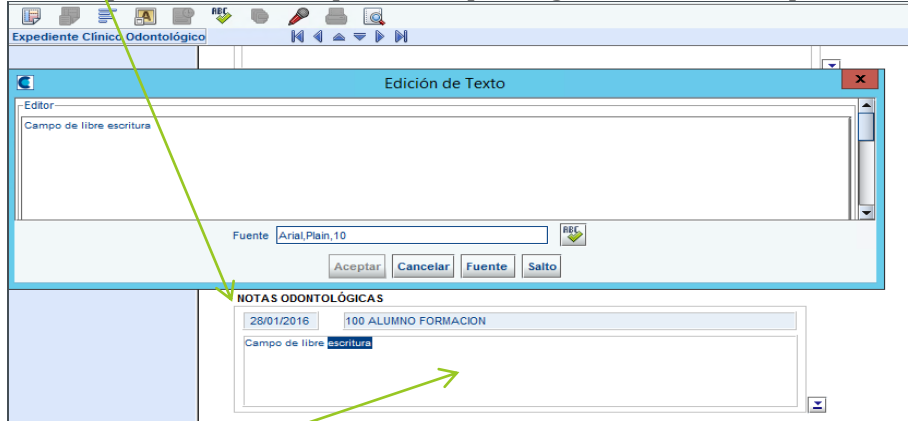 ABC
Expediente Clínico Odontológico
Edición de Texto
x
Editor
Campo de libre escritura
Fuente Arial,Plain,10 ABC
Aceptar Cancelar Fuente Salto
NOTAS ODONTOLÓGICAS
28/01/2016 100 ALUMNO FORMACION
Campo de libre escritura